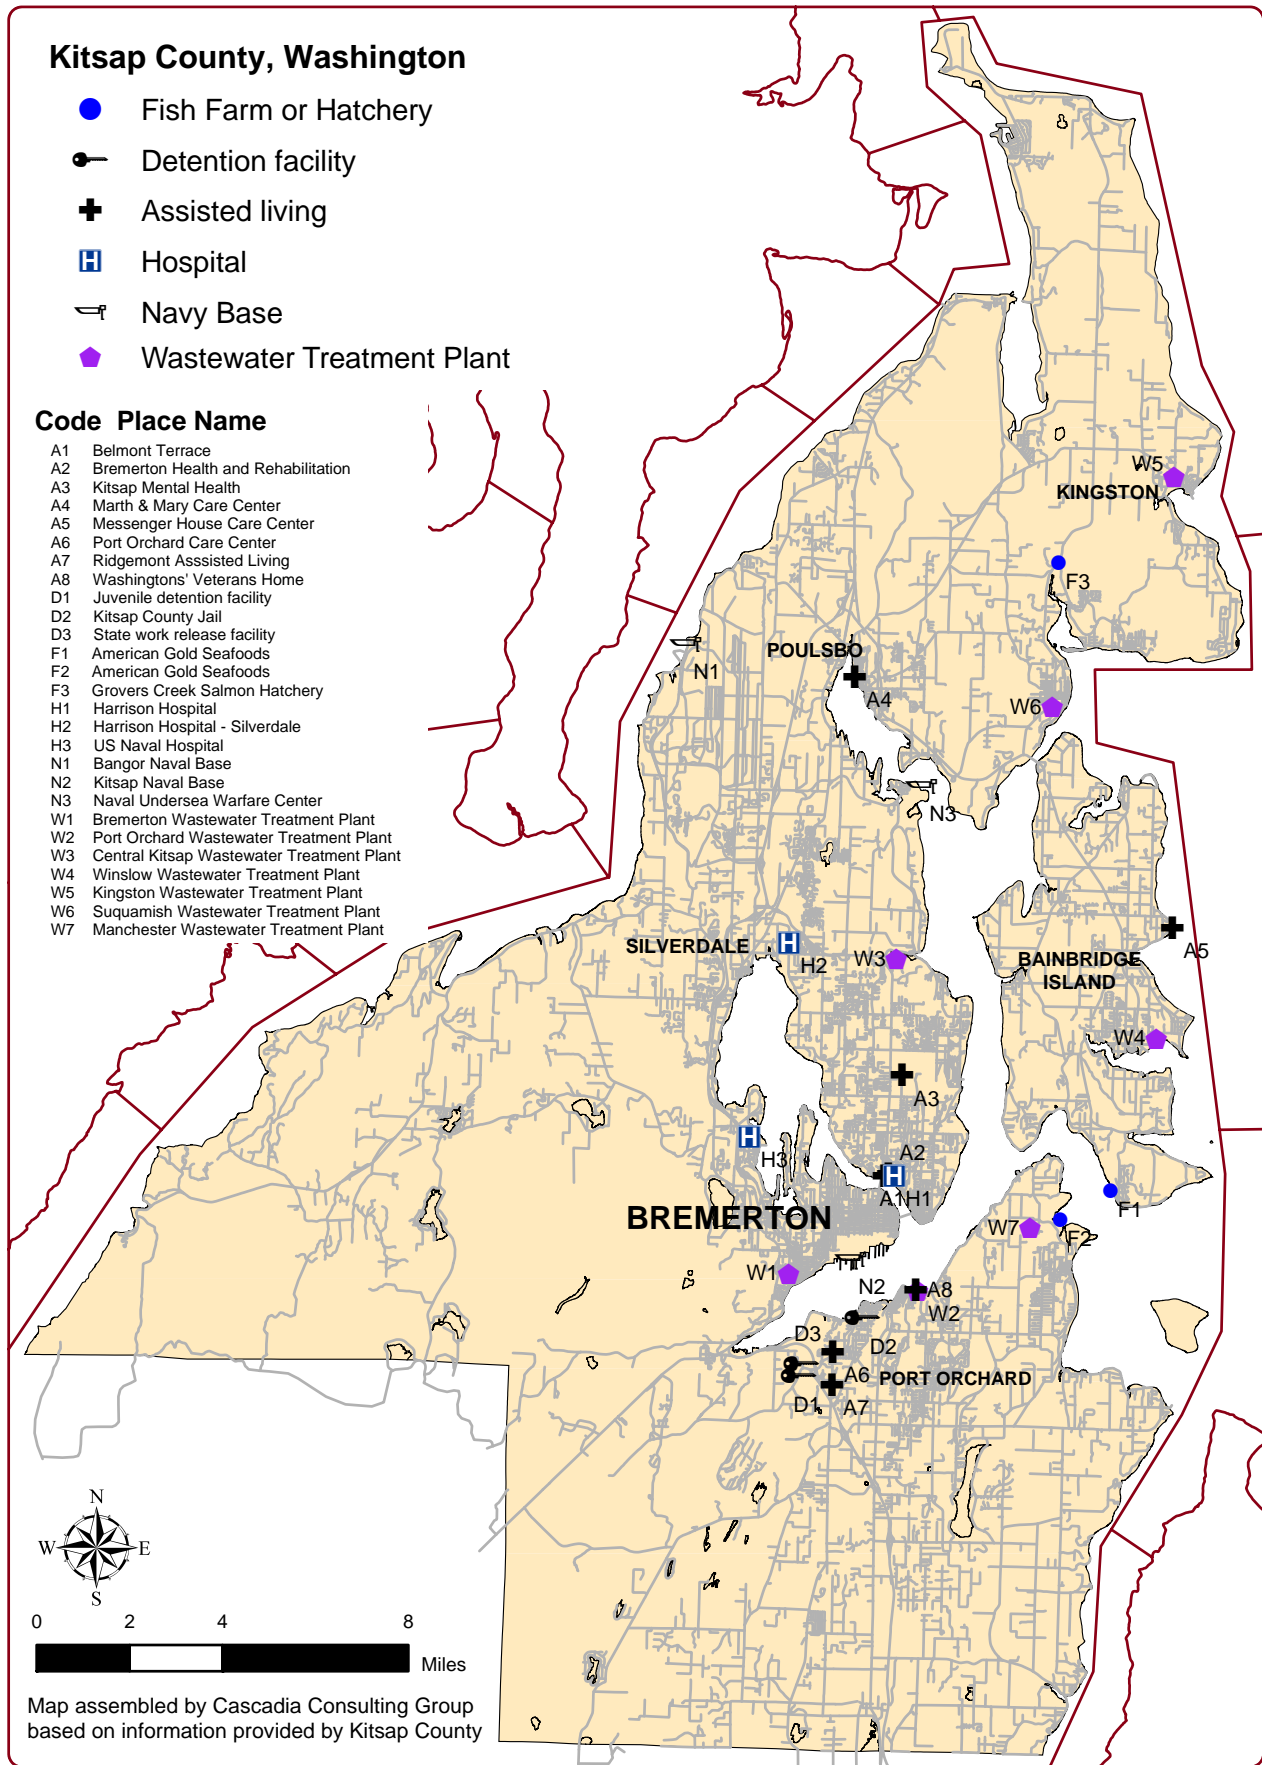 Kitsap County, Washington
Fish Farm or Hatchery
Detention facility
Assisted living
H Hospital
Navy Base
Wastewater Treatment Plant
Code Place Name
A1 Belmont Terrace
A2 Bremerton Health and Rehabilitation
A3 Kitsap Mental Health
A4 Marth & Mary Care Center
A5 Messenger House Care Center
A6 Port Orchard Care Center
A7 Ridgemont Asssisted Living
A8 Washingtons' Veterans Home
D1 Juvenile detention facility
D2 Kitsap County Jail
D3 State work release facility
F1 American Gold Seafoods
F2 American Gold Seafoods
F3 Grovers Creek Salmon Hatchery
H1 Harrison Hospital
H2 Harrison Hospital - Silverdale
H3 US Naval Hospital
N1 Bangor Naval Base
N2 Kitsap Naval Base
N3 Naval Undersea Warfare Center
W1 Bremerton Wastewater Treatment Plant
W2 Port Orchard Wastewater Treatment Plant
W3 Central Kitsap Wastewater Treatment Plant
W4 Winslow Wastewater Treatment Plant
W5 Kingston Wastewater Treatment Plant
W6 Suquamish Wastewater Treatment Plant
W7 Manchester Wastewater Treatment Plant
W5
KINGSTON
F3
POULSBO
N1
A4
W6
N3
SILVERDALE
H
H2
W3
A5
BAINBRIDGE
ISLAND
W4
A3
H
H3
A2
H
A1H1
F1
BREMERTON
W7
F2
W1
N2
A8
W2
D3
D2
A6
PORT ORCHARD
D1
A7
N
W
E
S
0 2 4 8
Miles
Map assembled by Cascadia Consulting Group
based on information provided by Kitsap County